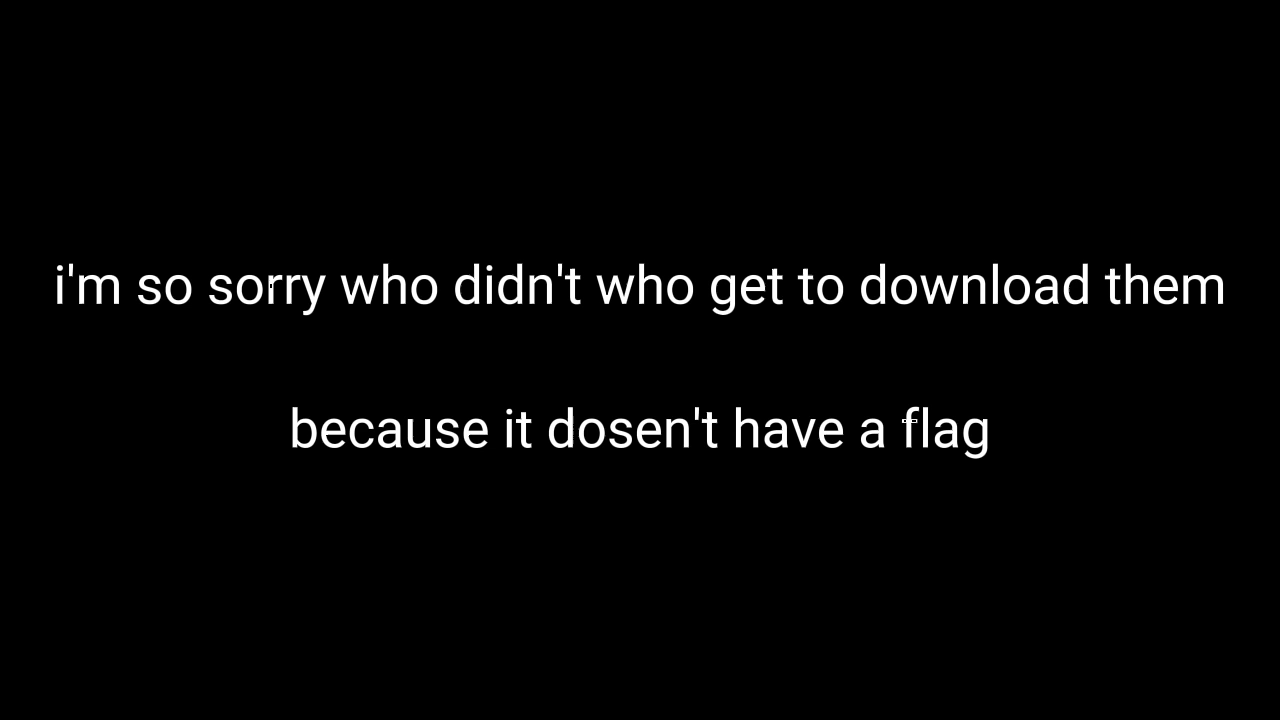 i'm so sorry who didn't who get to download them
because it dosen't have a flag